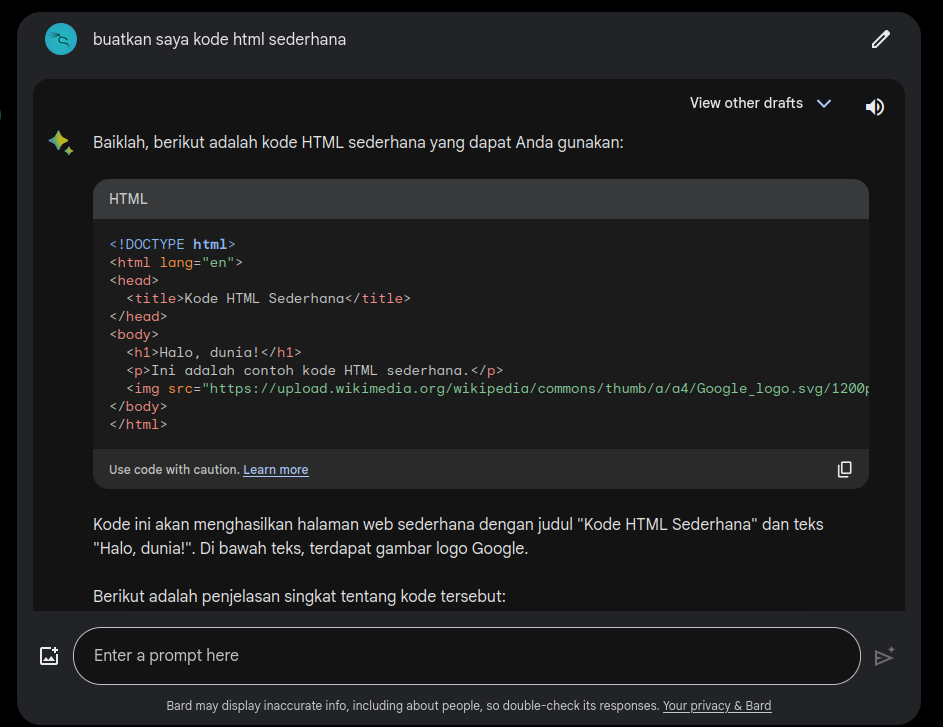 buatkan saya kode html sederhana
View other drafts
Baiklah, berikut adalah kode HTML sederhana yang dapat Anda gunakan:
HTML
<!DOCTYPE html>
<html lang="en">
<head>
  <title>Kode HTML Sederhana</title>
</head>
<body>
  <h1>Halo, dunia!</h1>
  <p>Ini adalah contoh kode HTML sederhana.</p>
  <img src="https://upload.wikimedia.org/wikipedia/commons/thumb/a/a4/Google_logo.svg/1200p
</body>
</html>
Use code with caution. Learn more
Kode ini akan menghasilkan halaman web sederhana dengan judul "Kode HTML Sederhana" dan teks
"Halo, dunia!". Di bawah teks, terdapat gambar logo Google.
Berikut adalah penjelasan singkat tentang kode tersebut:
Enter a prompt here
Bard may display inaccurate info, including about people, so double-check its responses. Your privacy & Bard